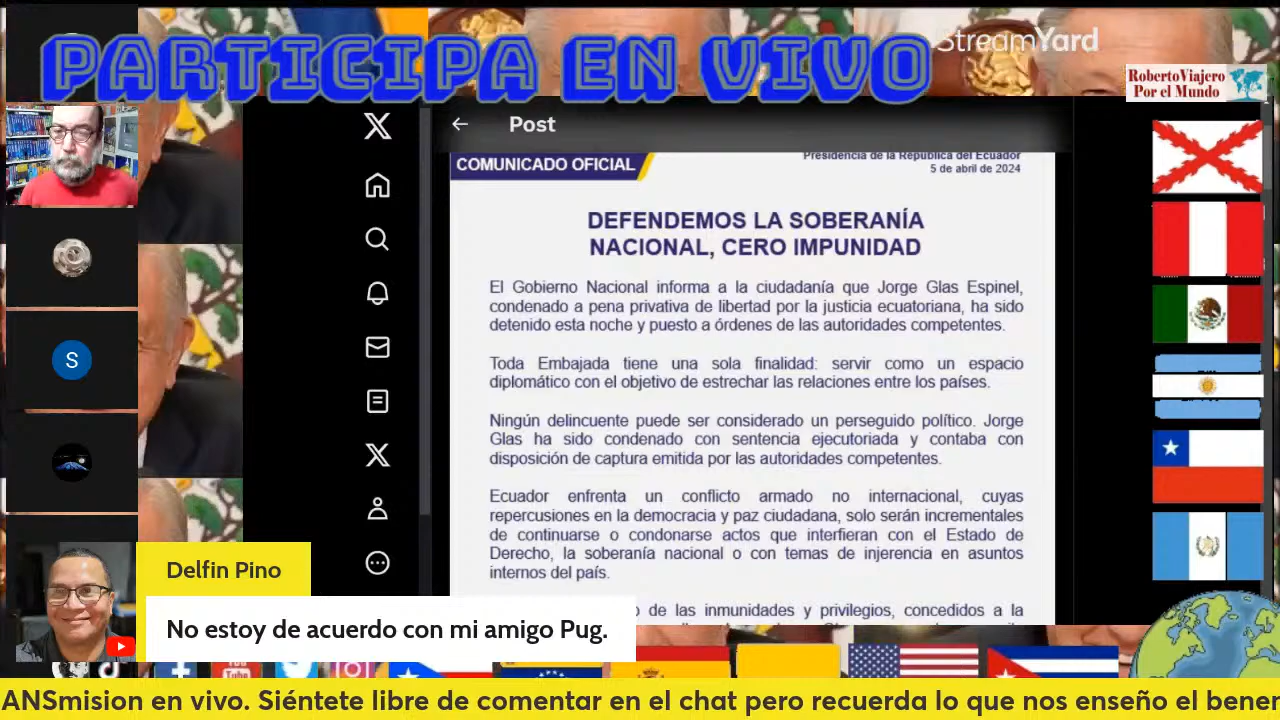 PARTICIPA EN VIVO
StreamYard
RobertoViajero
Por el Mundo
Post
COMUNICADO OFICIAL
Presidencia de la República del Ecuador
5 de abril de 2024
DEFENDEMOS LA SOBERANÍA
NACIONAL, CERO IMPUNIDAD
El Gobierno Nacional informa a la ciudadanía que Jorge Glas Espinel,
condenado a pena privativa de libertad por la justicia ecuatoriana, ha sido
detenido esta noche y puesto a órdenes de las autoridades competentes.
Toda Embajada tiene una sola finalidad: servir como un espacio
diplomático con el objetivo de estrechar las relaciones entre los países.
Ningún delincuente puede ser considerado un perseguido político. Jorge
Glas ha sido condenado con sentencia ejecutoriada y contaba con
disposición de captura emitida por las autoridades competentes.
Ecuador enfrenta un conflicto armado no internacional, cuyas
repercusiones en la democracia y paz ciudadana, solo serán incrementales
de continuarse o condonarse actos que interfieran con el Estado de
Derecho, la soberanía nacional o con temas de injerencia en asuntos
internos del país.
de las inmunidades y privilegios, concedidos a la
S
Delfin Pino
No estoy de acuerdo con mi amigo Pug.
You
Tube
ANSmision en vivo. Siéntete libre de comentar en el chat pero recuerda lo que nos enseño el bener